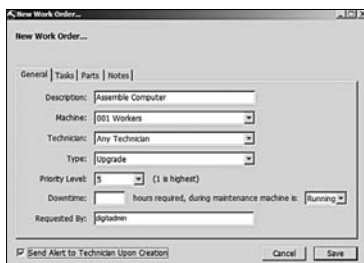 New Work Order...
New Work Order...
General Tasks Parts Notes
Description: Assemble Computer
Machine: 001 Workers
Technician: Any Technician
Type: Upgrade
Priority Level: 5 (1 is highest)
Downtime: hours required, during maintenance machine is: Running
Requested By: digitadmin
Send Alert to Technician Upon Creation Cancel Save